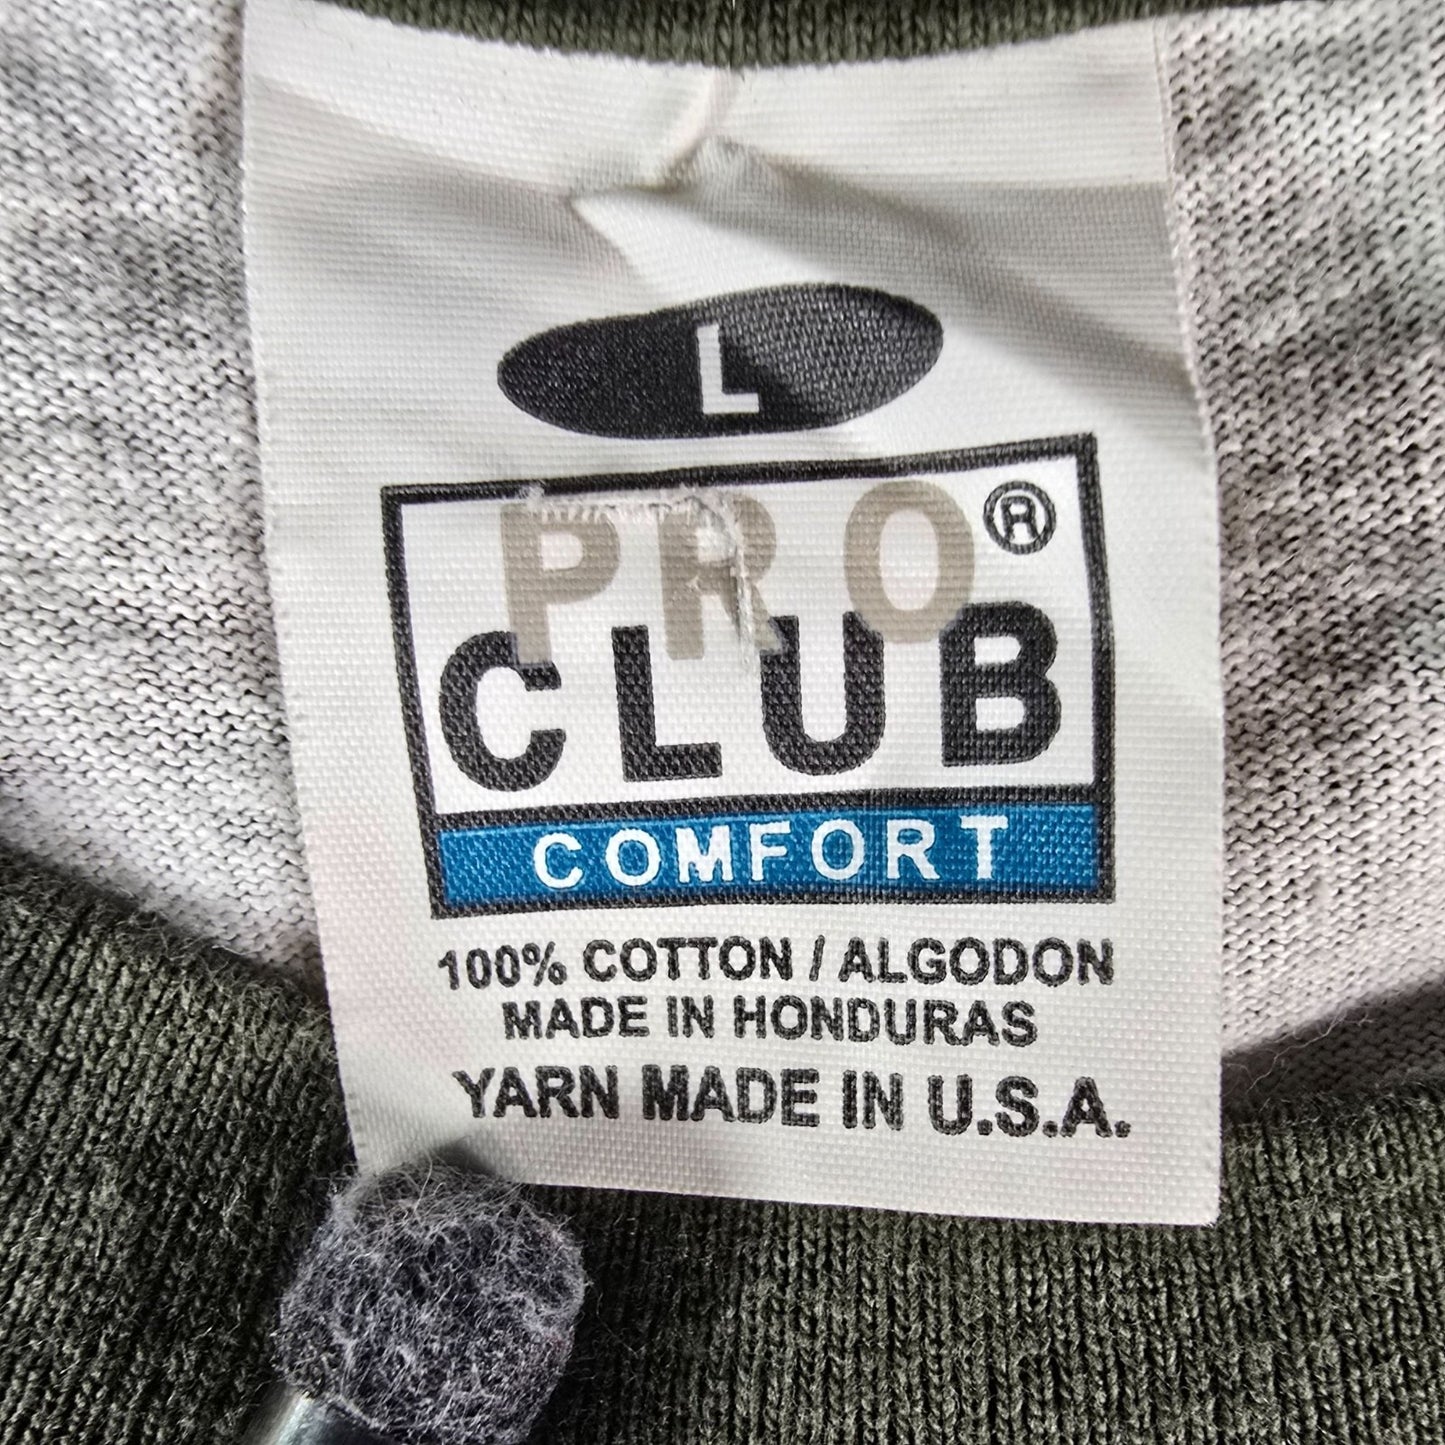 L
PRO®
CLUB
COMFORT
100% COTTON / ALGODON
MADE IN HONDURAS
YARN MADE IN U.S.A.